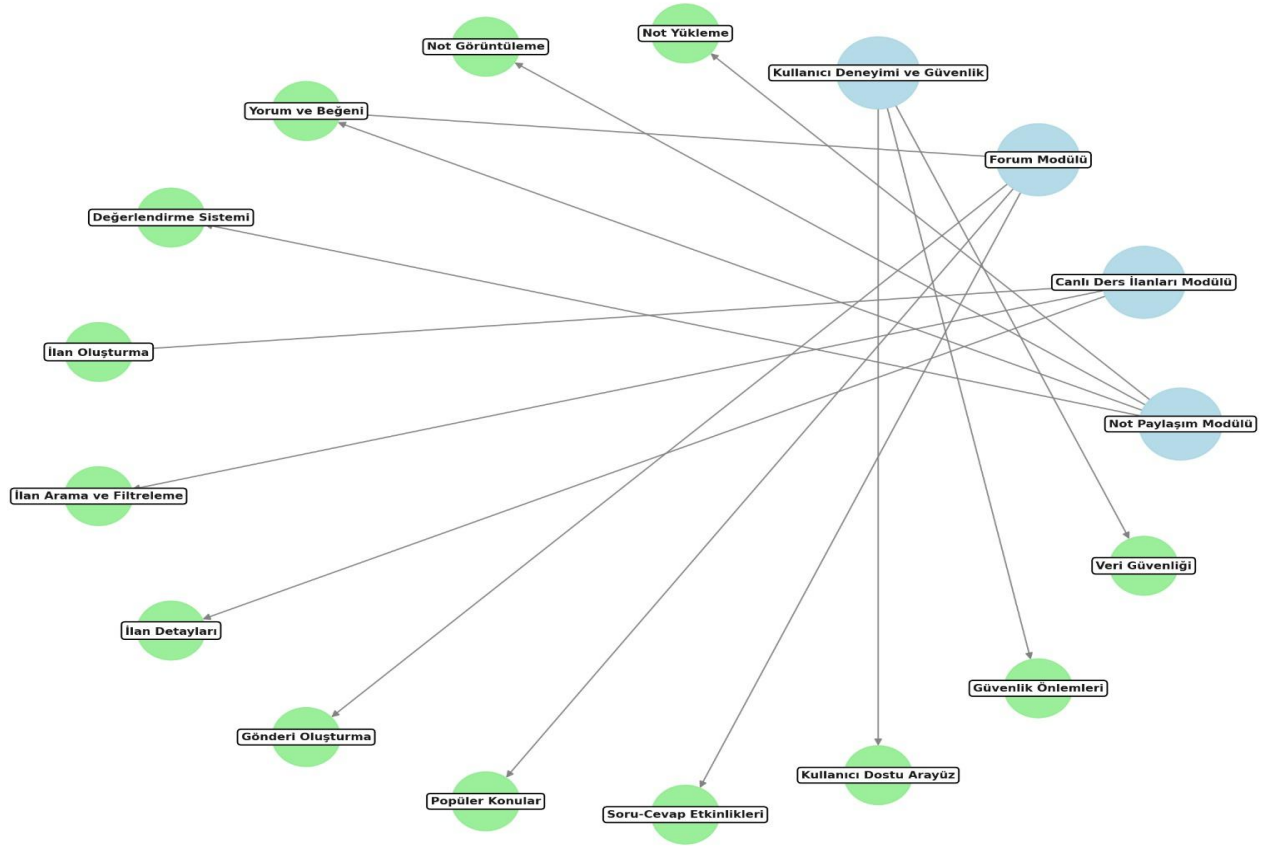 Not Yükleme
Not Görüntüleme
Kullanıcı Deneyimi ve Güvenlik
Yorum ve Beğeni
Forum Modülü
Değerlendirme Sistemi
Canlı Ders İlanları Modülü
İlan Oluşturma
Not Paylaşım Modülü
İlan Arama ve Filtreleme
Veri Güvenliği
İlan Detayları
Güvenlik Önlemleri
Gönderi Oluşturma
Kullanıcı Dostu Arayüz
Popüler Konular
Soru-Cevap Etkinlikleri